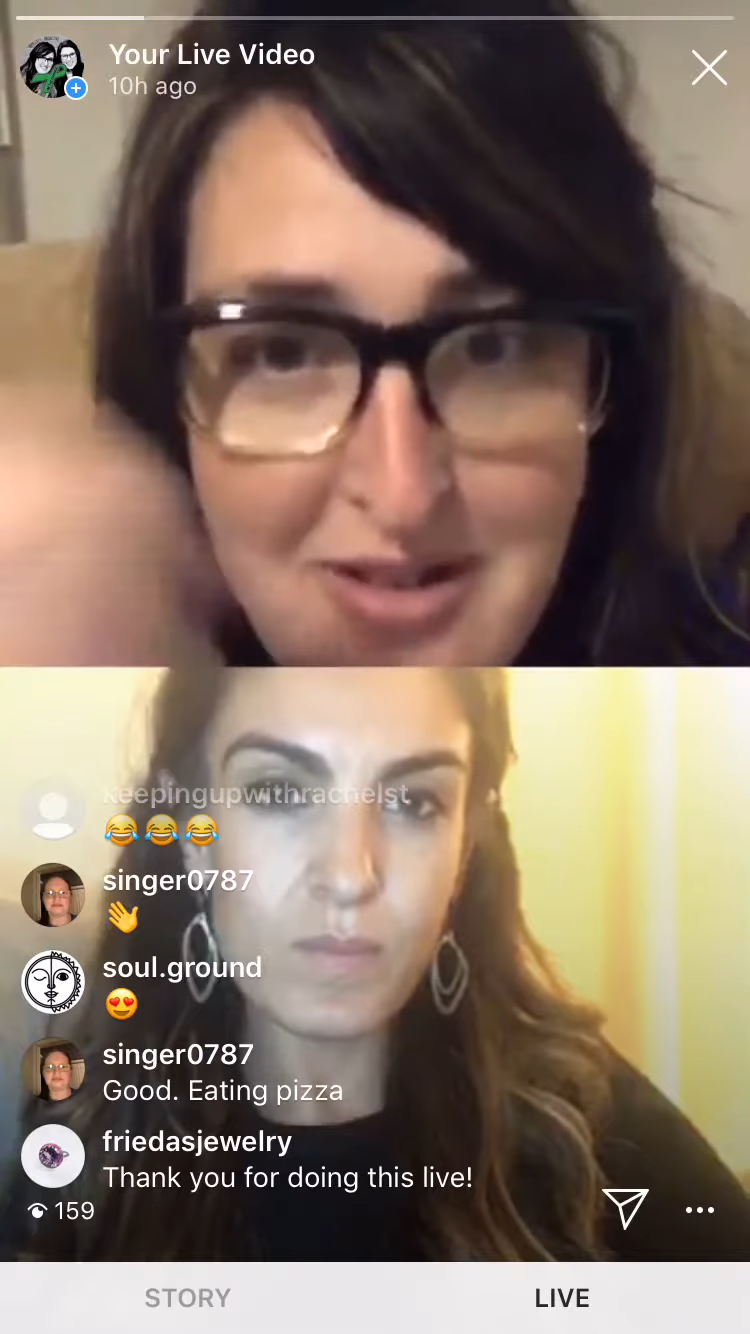 Your Live Video
10h ago
keepingupwithrachelst
😂😂😂
singer0787
👋
soul.ground
😍
singer0787
Good. Eating pizza
friedasjewelry
Thank you for doing this live!
159
STORY LIVE